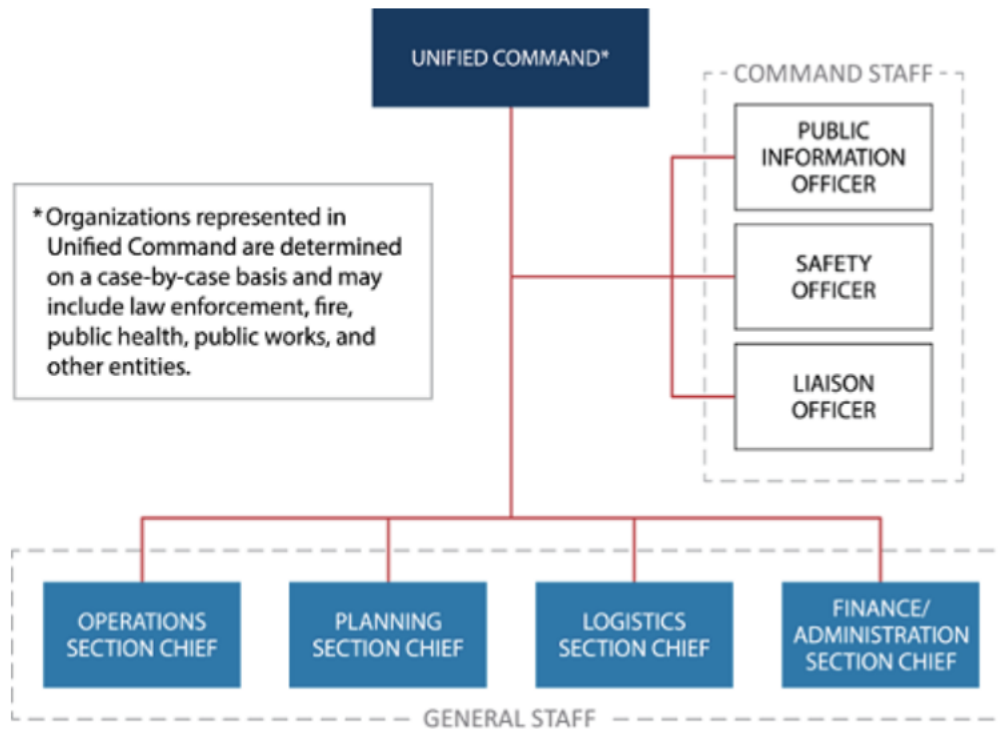 UNIFIED COMMAND*
COMMAND STAFF
PUBLIC
INFORMATION
OFFICER
SAFETY
OFFICER
LIAISON
OFFICER
* Organizations represented in
Unified Command are determined
on a case-by-case basis and may
include law enforcement, fire,
public health, public works, and
other entities.
OPERATIONS
SECTION CHIEF
PLANNING
SECTION CHIEF
LOGISTICS
SECTION CHIEF
FINANCE/
ADMINISTRATION
SECTION CHIEF
GENERAL STAFF